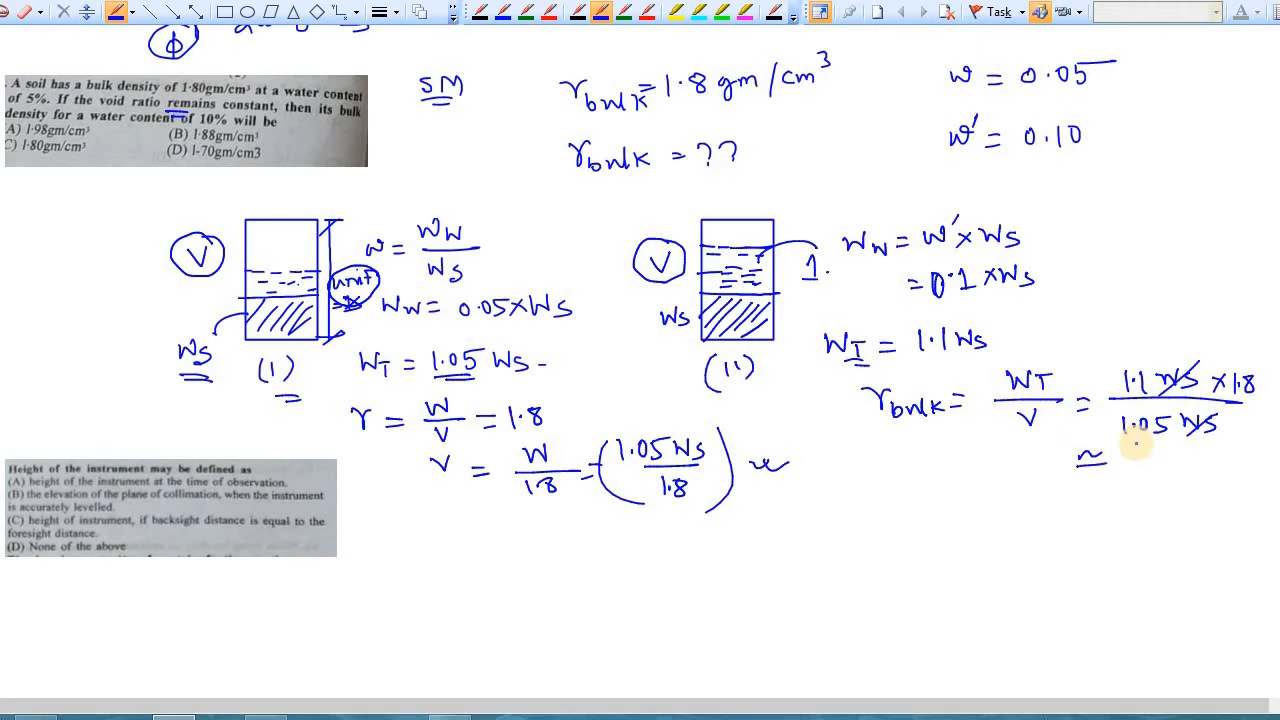 Task
ϕ
A soil has a bulk density of 1·80gm/cm³ at a water content
of 5%. If the void ratio remains constant, then its bulk
density for a water content of 10% will be
A) 1·98gm/cm³ (B) 1·88gm/cm³
C) 1·80gm/cm³ (D) 1-70gm/cm3
SM
γbulk = 1.8 gm/cm³
w = 0.05
γbulk = ??
w' = 0.10
V
unit
Ws
(I)
w = Ww / Ws
Ww = 0.05 x Ws
WT = 1.05 Ws -
γ = W / V = 1.8
V = W / 1.8 = (1.05 Ws / 1.8)
V
Ws
(II)
1.
Ww = w' x Ws
= 0.1 x Ws
WT = 1.1 Ws
γbulk = WT / V = 1.1 Ws x 1.8 / 1.05 Ws
≈
Height of the instrument may be defined as
(A) height of the instrument at the time of observation.
(B) the elevation of the plane of collimation, when the instrument
is accurately levelled.
(C) height of instrument, if backsight distance is equal to the
foresight distance.
(D) None of the above